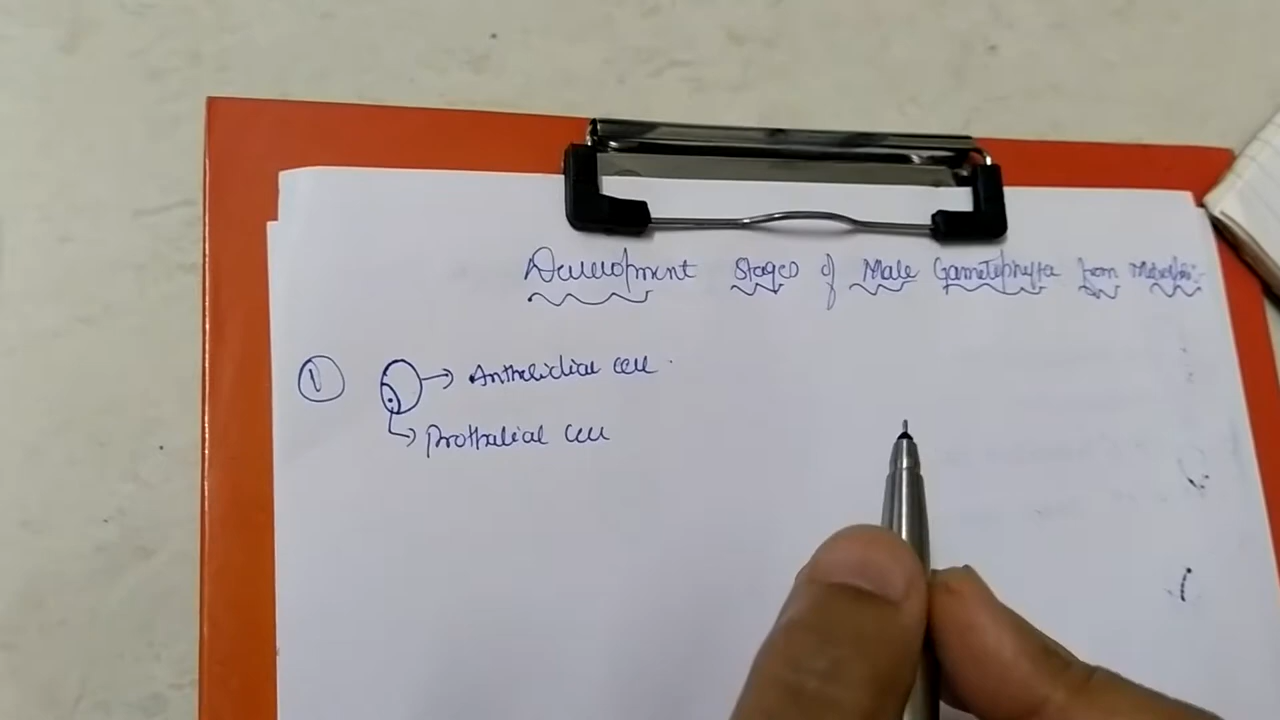 Development Stages of Male Gametophyte from
① → Antheridial cell.
→ Prothalial cell